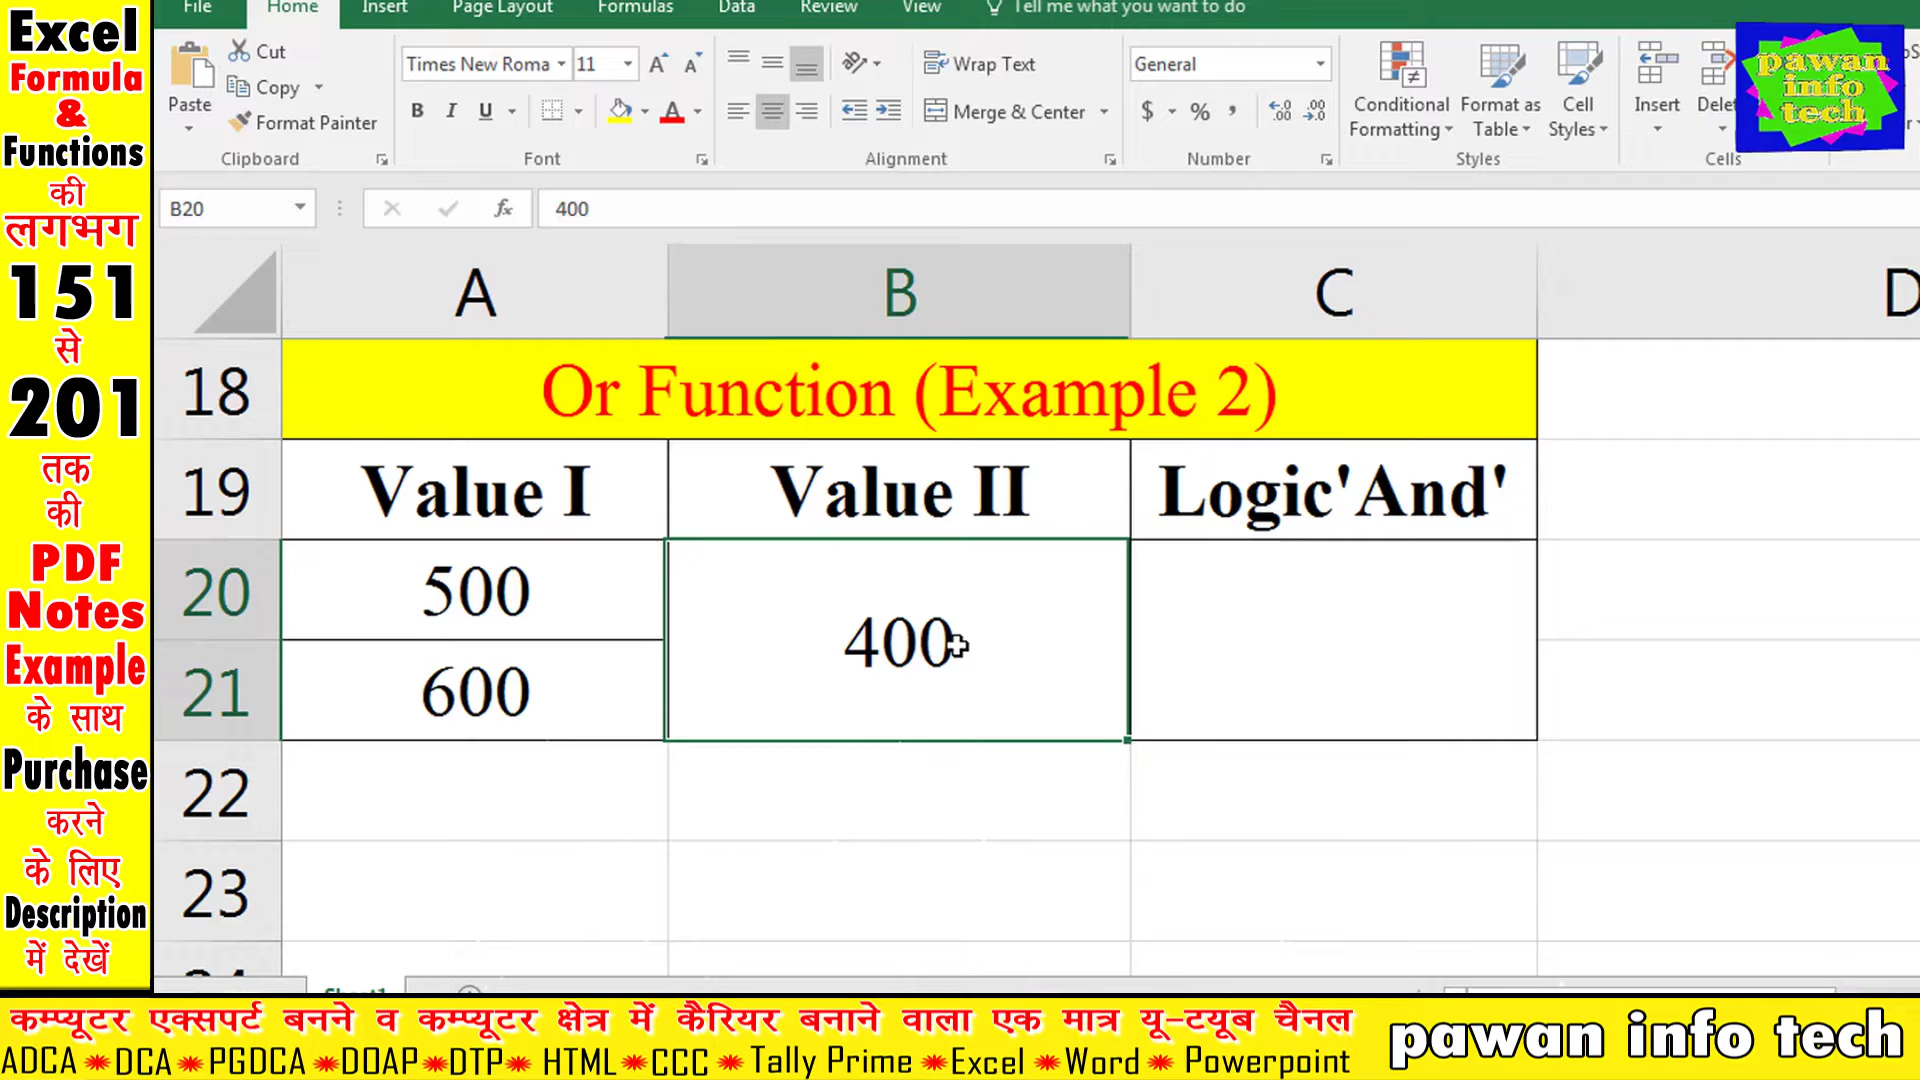 Excel
Formula
&
Functions
की
लगभग
151
से
201
तक
की
PDF
Notes
Example
के साथ
Purchase
करने
के लिए
Description
में देखें
File Home Insert Page Layout Formulas Data Review View Tell me what you want to do
Paste
Cut
Copy
Format Painter
Clipboard
Times New Roma 11
B I U
Font
Wrap Text
Merge & Center
Alignment
General
$ % ,
Number
Conditional Formatting
Format as Table
Cell Styles
Styles
Insert
Delet
Cells
pawan
info
tech
B20 fx 400
A B C D
18 Or Function (Example 2)
19 Value I Value II Logic'And'
20 500 400
21 600
22
23
कम्प्यूटर एक्सपर्ट बनने व कम्प्यूटर क्षेत्र में कैरियर बनाने वाला एक मात्र यू-टयूब चैनल
ADCA DCA PGDCA DOAP DTP HTML CCC Tally Prime Excel Word Powerpoint
pawan info tech